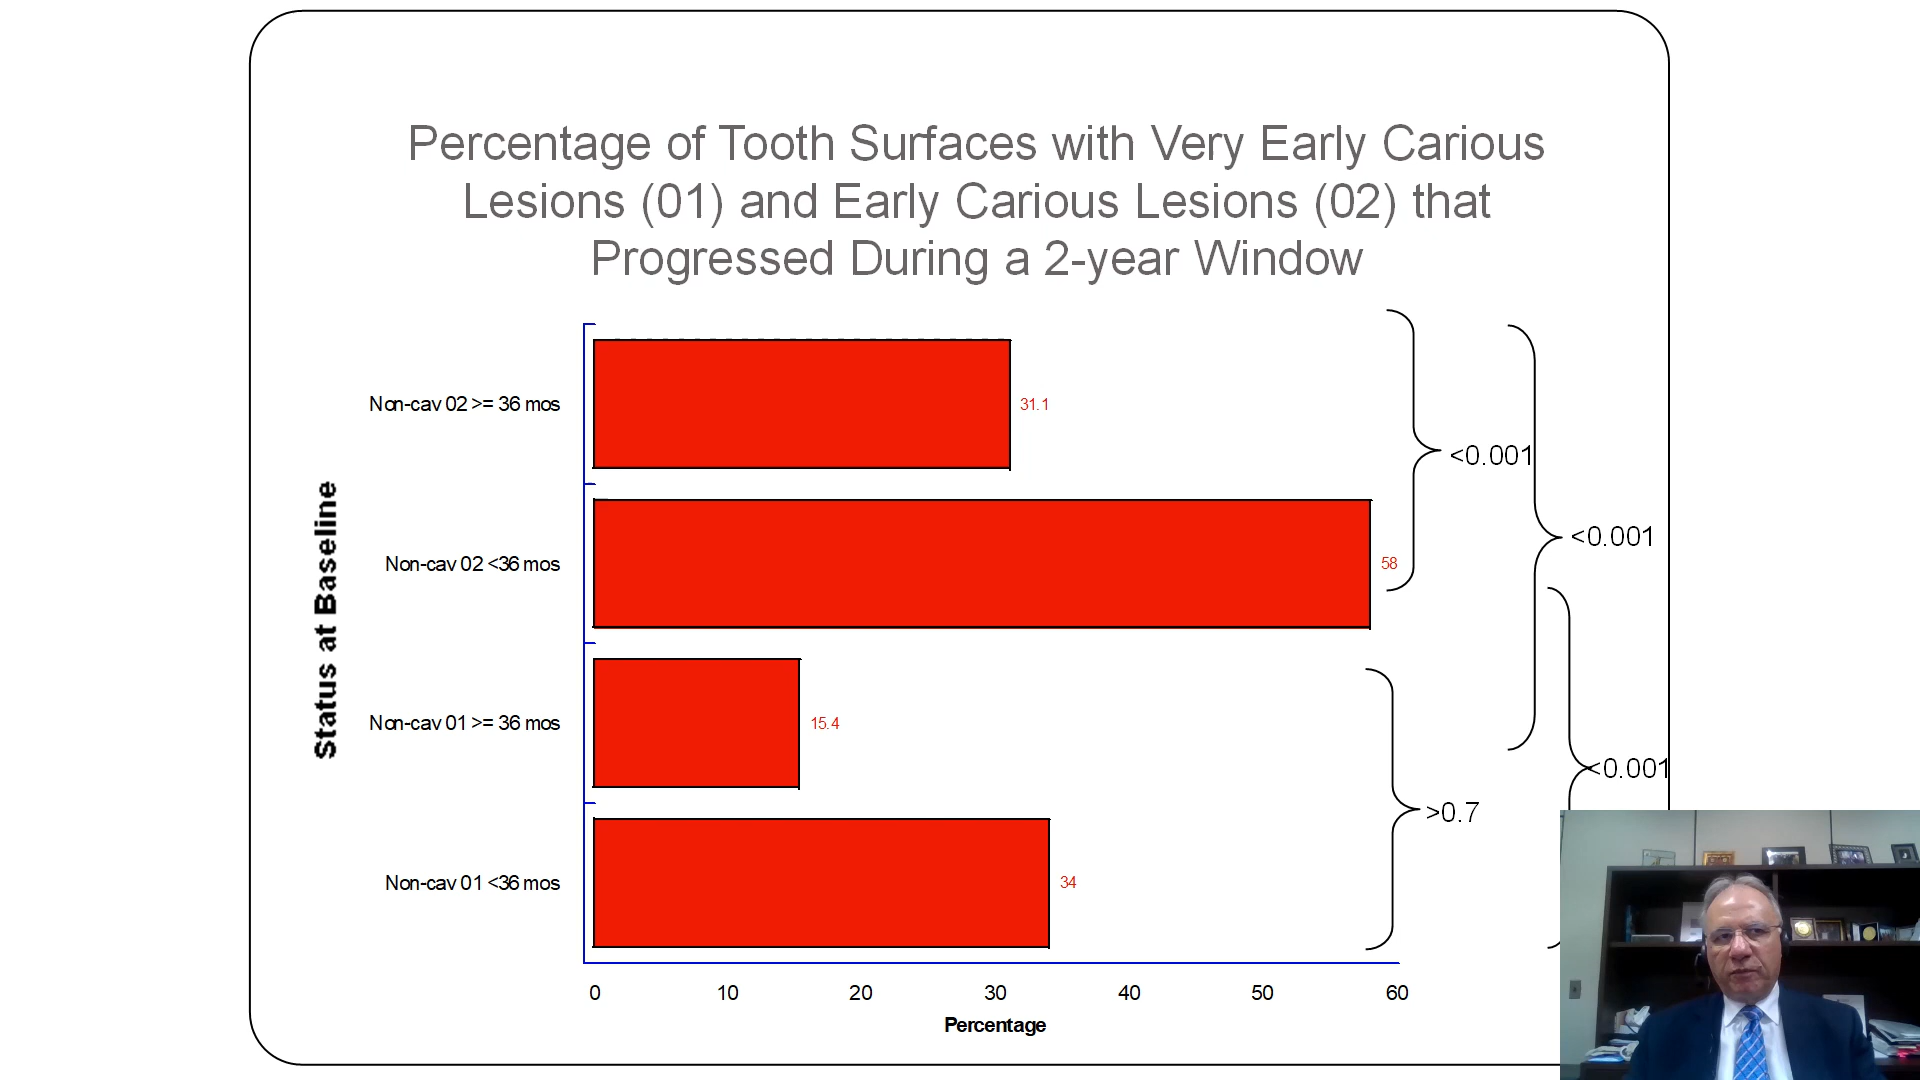 Percentage of Tooth Surfaces with Very Early Carious
Lesions (01) and Early Carious Lesions (02) that
Progressed During a 2-year Window
Status at Baseline
Non-cav 02 >= 36 mos
31.1
<0.001
<0.001
Non-cav 02 <36 mos
58
Non-cav 01 >= 36 mos
15.4
<0.001
>0.7
Non-cav 01 <36 mos
34
0 10 20 30 40 50 60
Percentage